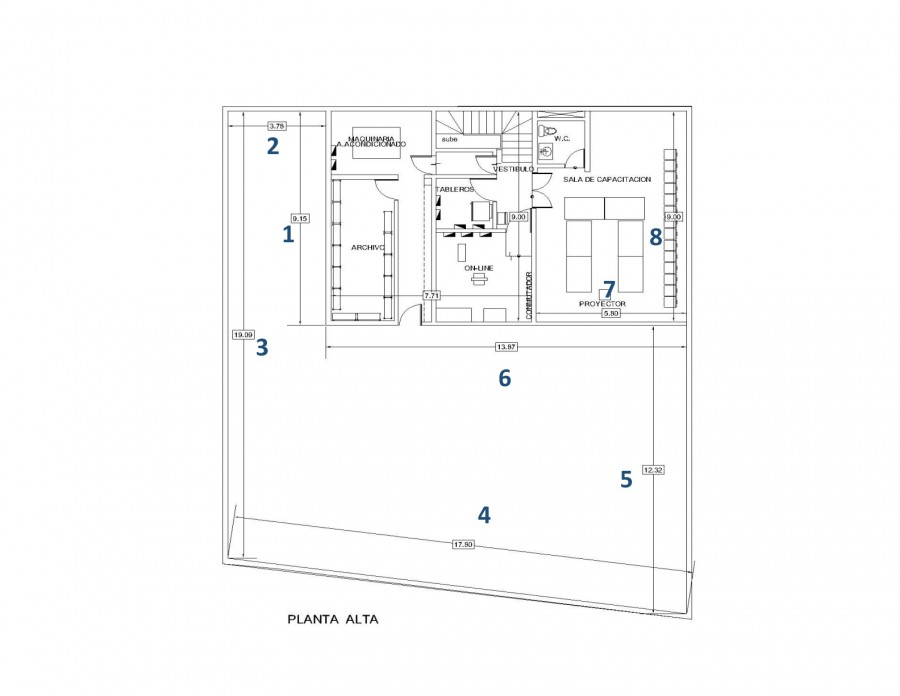 3.75
2
MAQUINARIA
A.ACONDICIONADO
sube
W.C.
VESTIBULO
SALA DE CAPACITACION
TABLEROS
9.15
9.00
9.00
1
8
ARCHIVO
ON-LINE
CONMUTADOR
7.71
7
PROYECTOR
5.80
19.09
3
13.87
6
12.32
5
4
17.80
PLANTA ALTA